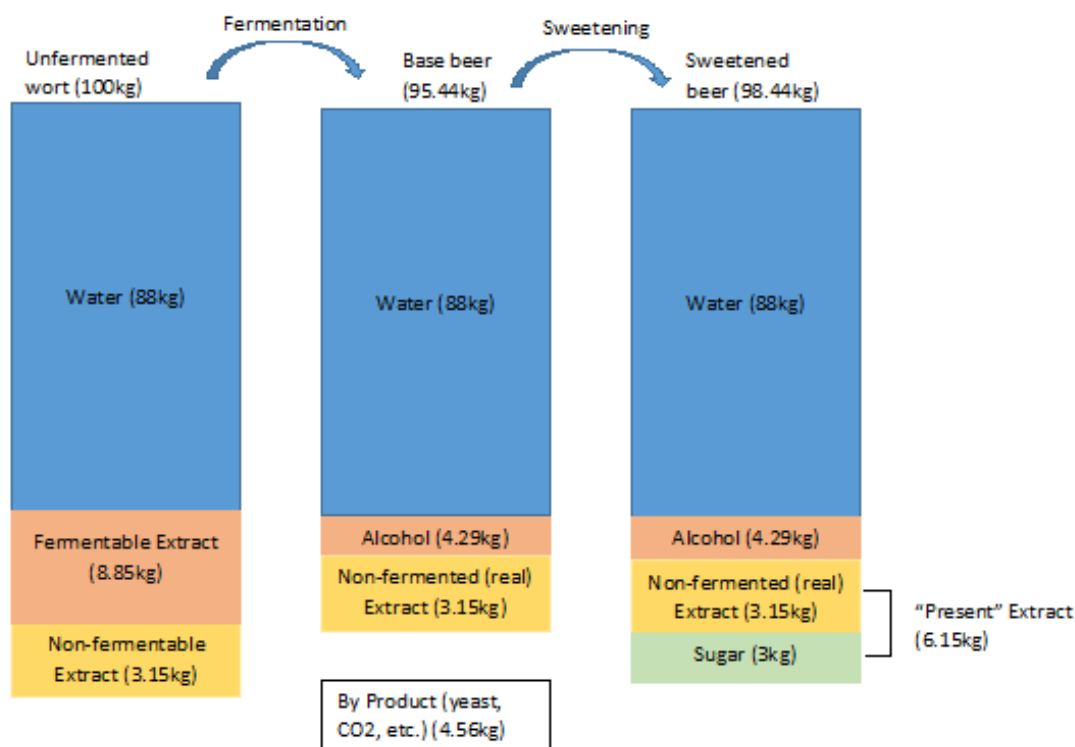 Fermentation
Sweetening
Unfermented
wort (100kg)
Base beer
(95.44kg)
Sweetened
beer (98.44kg)
Water (88kg)
Water (88kg)
Water (88kg)
Fermentable Extract
(8.85kg)
Non-fermentable
Extract (3.15kg)
Alcohol (4.29kg)
Non-fermented (real)
Extract (3.15kg)
By Product (yeast,
CO2, etc.) (4.56kg)
Alcohol (4.29kg)
Non-fermented (real)
Extract (3.15kg)
Sugar (3kg)
“Present” Extract
(6.15kg)